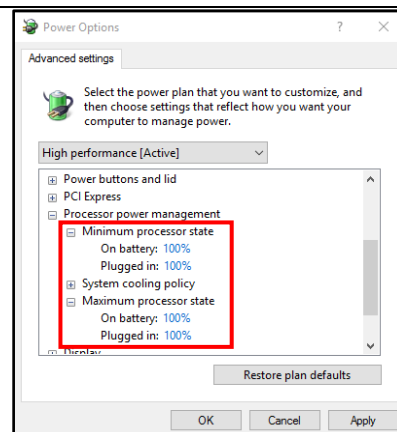 Power Options
Advanced settings
Select the power plan that you want to customize, and
then choose settings that reflect how you want your
computer to manage power.
High performance [Active]
Power buttons and lid
PCI Express
Processor power management
Minimum processor state
On battery: 100%
Plugged in: 100%
System cooling policy
Maximum processor state
On battery: 100%
Plugged in: 100%
Display
Restore plan defaults
OK
Cancel
Apply